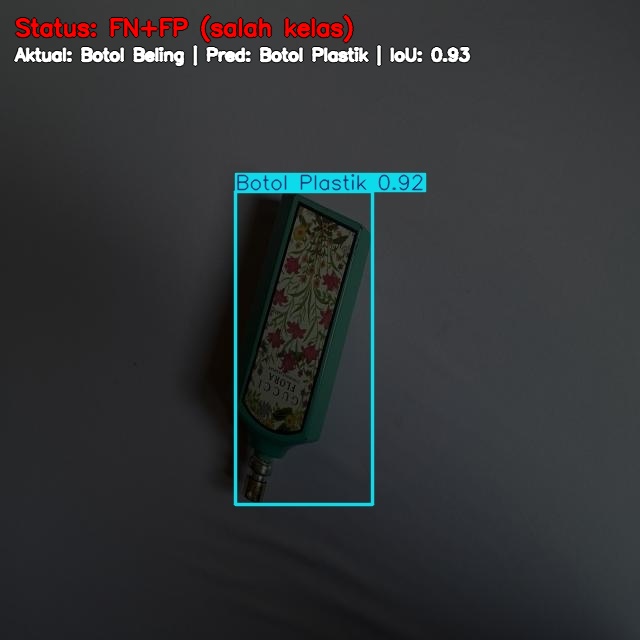 Status: FN+FP (salah kelas)
Aktual: Botol Beling | Pred: Botol Plastik | IoU: 0.93
Botol Plastik 0.92
GUCCI
FLORA